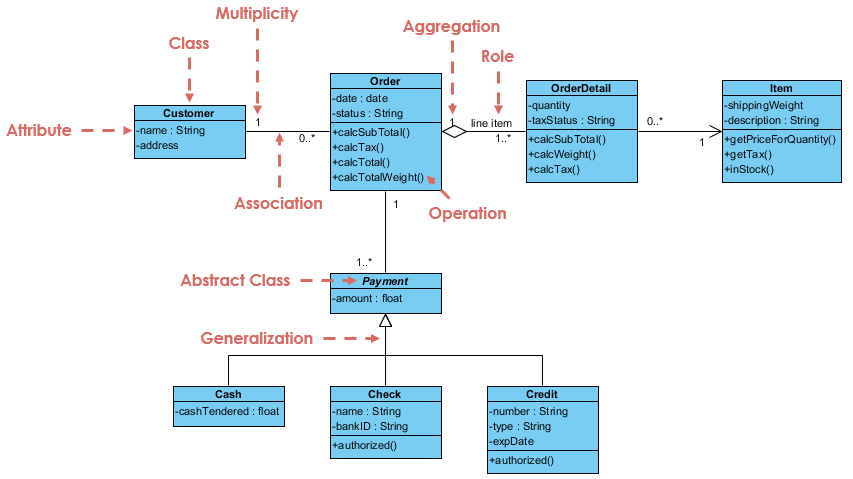 Multiplicity
Aggregation
Class
Role
Order
-date : date
-status : String
+calcSubTotal()
+calcTax()
+calcTotal()
+calcTotalWeight()
OrderDetail
-quantity
-taxStatus : String
+calcSubTotal()
+calcWeight()
+calcTax()
Item
-shippingWeight
-description : String
+getPriceForQuantity()
+getTax()
+inStock()
Customer
-name : String
-address
Attribute
1
0..*
1
line item
1..*
0..*
1
Association
Operation
1
1..*
Abstract Class
Payment
-amount : float
Generalization
Cash
-cashTendered : float
Check
-name : String
-bankID : String
+authorized()
Credit
-number : String
-type : String
-expDate
+authorized()